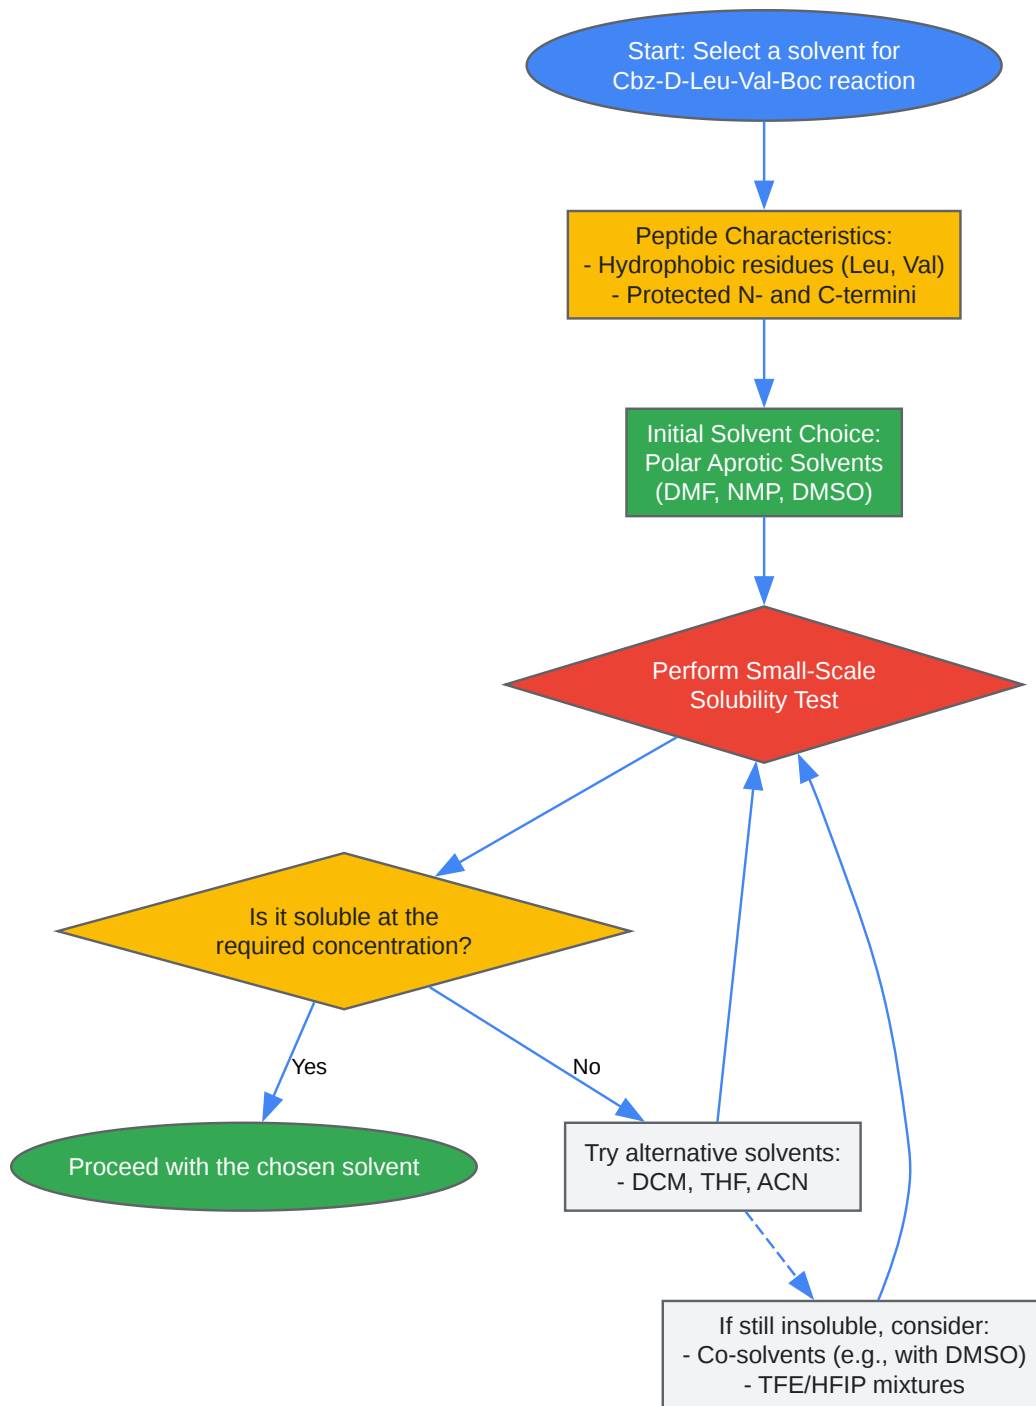 Start: Select a solvent for
Cbz-D-Leu-Val-Boc reaction
Peptide Characteristics:
- Hydrophobic residues (Leu, Val)
- Protected N- and C-termini
Initial Solvent Choice:
Polar Aprotic Solvents
(DMF, NMP, DMSO)
Perform Small-Scale
Solubility Test
Is it soluble at the
required concentration?
Yes
No
Proceed with the chosen solvent
Try alternative solvents:
- DCM, THF, ACN
If still insoluble, consider:
- Co-solvents (e.g., with DMSO)
- TFE/HFIP mixtures